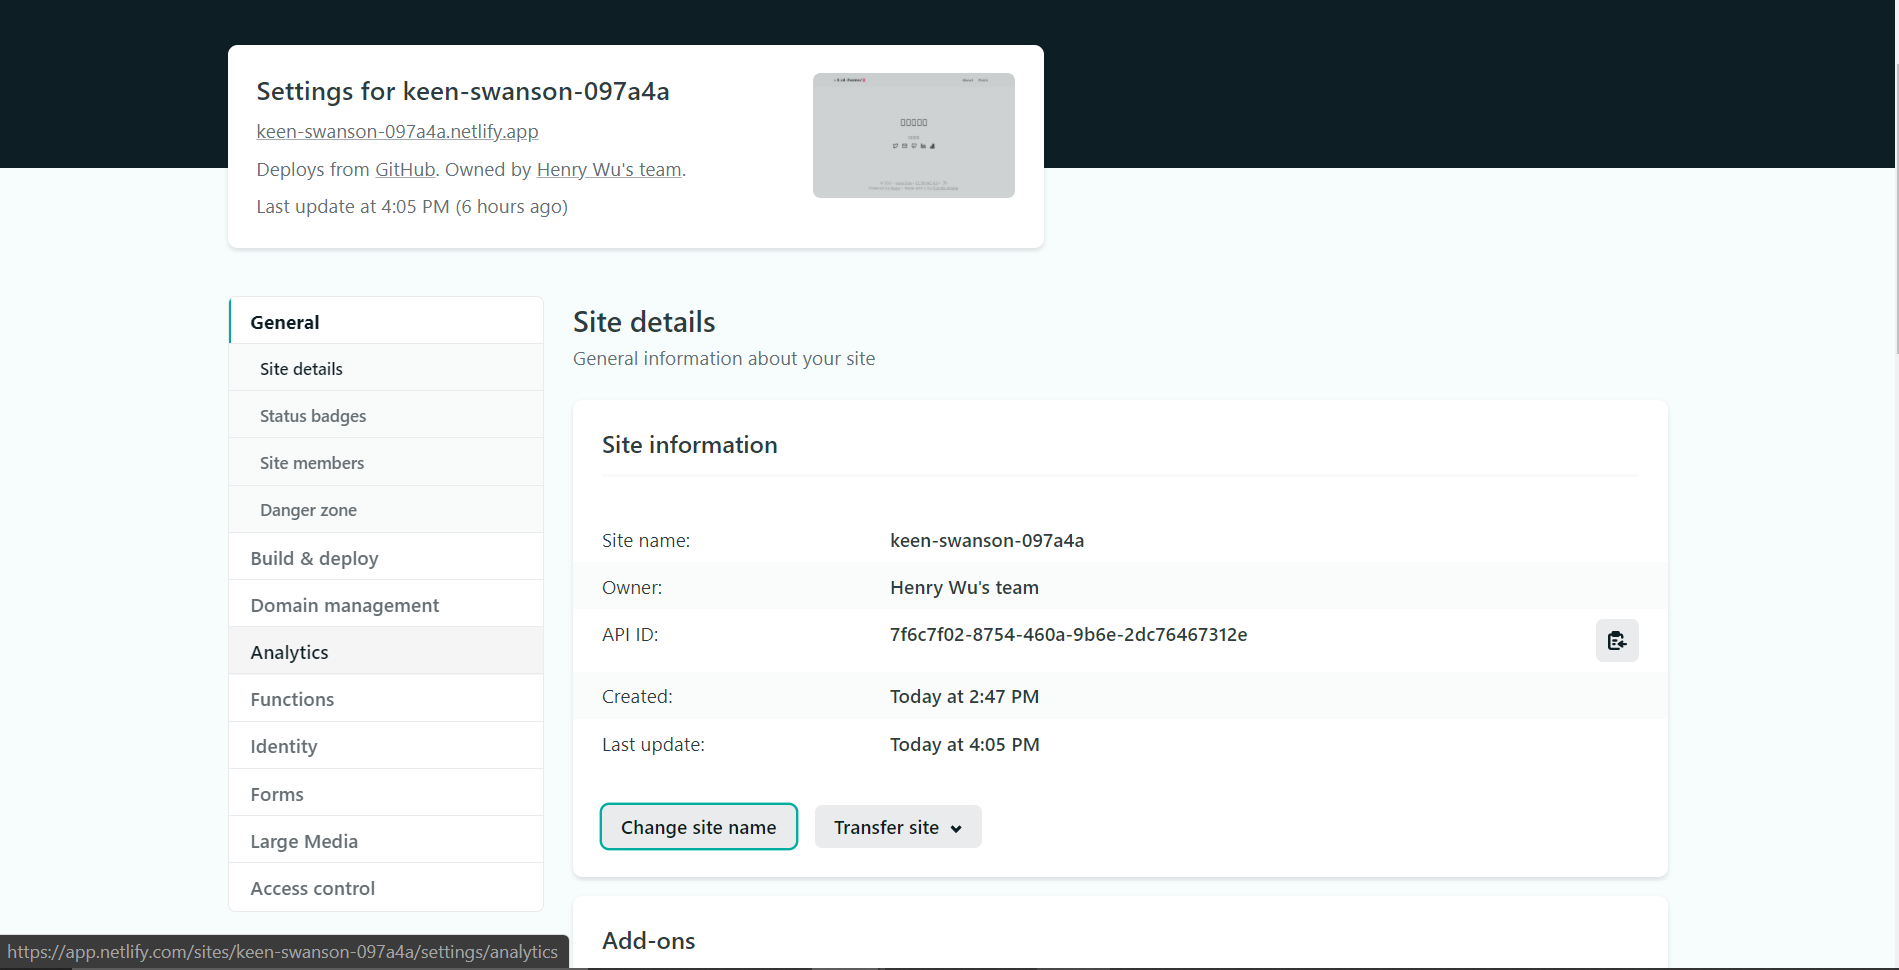 Settings for keen-swanson-097a4a
keen-swanson-097a4a.netlify.app
Deploys from GitHub. Owned by Henry Wu's team.
Last update at 4:05 PM (6 hours ago)
General
Site details
Status badges
Site members
Danger zone
Build & deploy
Domain management
Analytics
Functions
Identity
Forms
Large Media
Access control
Site details
General information about your site
Site information
Site name: keen-swanson-097a4a
Owner: Henry Wu's team
API ID: 7f6c7f02-8754-460a-9b6e-2dc76467312e
Created: Today at 2:47 PM
Last update: Today at 4:05 PM
Change site name
Transfer site
Add-ons
https://app.netlify.com/sites/keen-swanson-097a4a/settings/analytics